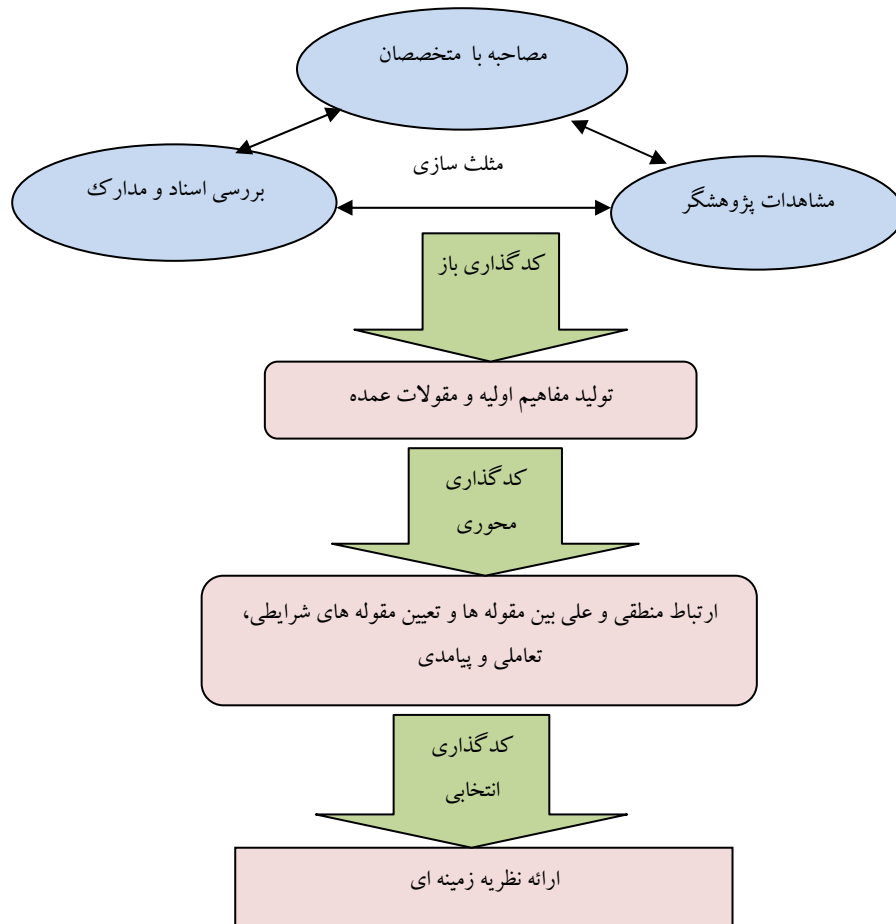 مصاحبه با متخصصان
مثلث سازی
بررسی اسناد و مدارک
مشاهدات پژوهشگر
کدگذاری باز
تولید مفاهیم اولیه و مقولات عمده
کدگذاری
محوری
ارتباط منطقی و علی بین مقوله ها و تعیین مقوله های شرایطی،
تعاملی و پیامدی
کدگذاری
انتخابی
ارائه نظریه زمینه ای